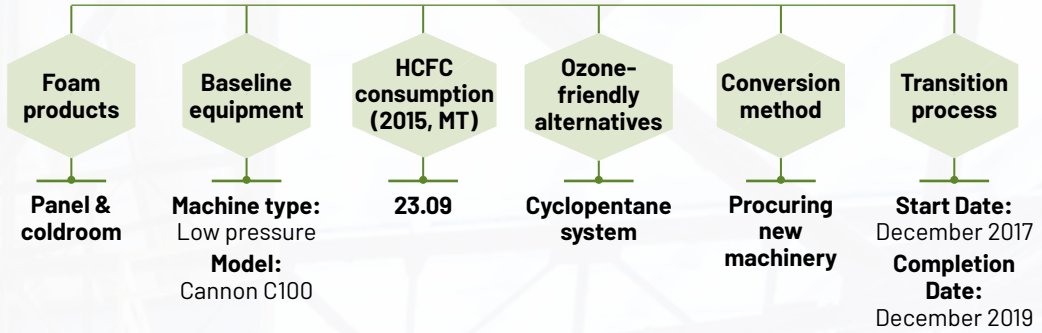 Foam
products
Panel &
coldroom
Baseline
equipment
Machine type:
Low pressure
Model:
Cannon C100
HCFC
consumption
(2015, MT)
23.09
Ozone-
friendly
alternatives
Cyclopentane
system
Conversion
method
Procuring
new
machinery
Transition
process
Start Date:
December 2017
Completion
Date:
December 2019